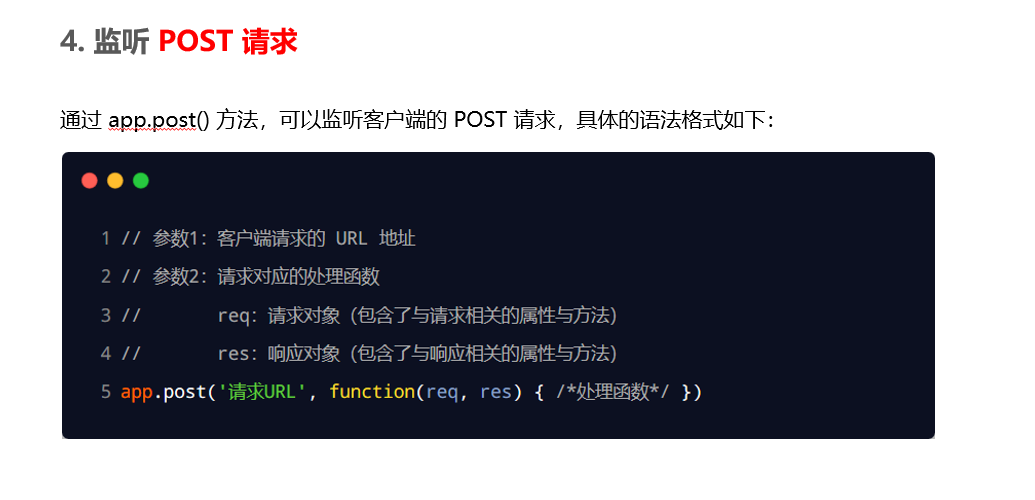 4. 监听 POST 请求
通过 app.post() 方法，可以监听客户端的 POST 请求，具体的语法格式如下：
1 // 参数1：客户端请求的 URL 地址
2 // 参数2：请求对应的处理函数
3 //       req：请求对象（包含了与请求相关的属性与方法）
4 //       res：响应对象（包含了与响应相关的属性与方法）
5 app.post('请求URL', function(req, res) { /*处理函数*/ })